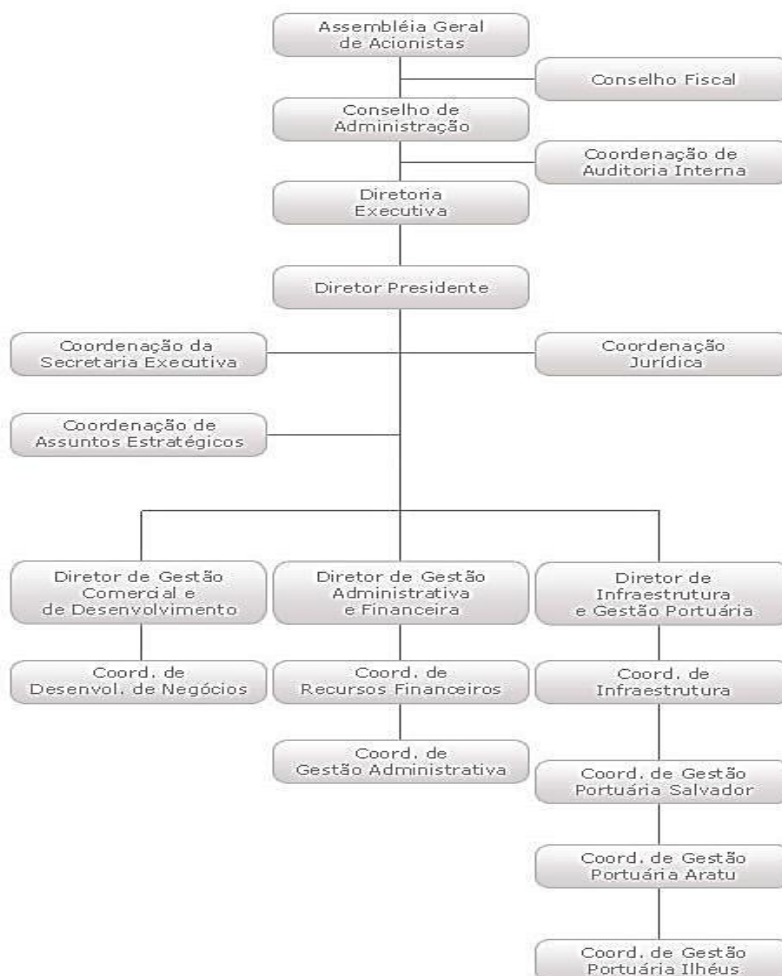 Assembléia Geral
de Acionistas
Conselho Fiscal
Conselho de
Administração
Coordenação de
Auditoria Interna
Diretoria
Executiva
Diretor Presidente
Coordenação da
Secretaria Executiva
Coordenação
Jurídica
Coordenação de
Assuntos Estratégicos
Diretor de Gestão
Comercial e
de Desenvolvimento
Diretor de Gestão
Administrativa
e Financeira
Diretor de
Infraestrutura
e Gestão Portuária
Coord. de
Desenvol. de Negócios
Coord. de
Recursos Financeiros
Coord. de
Infraestrutura
Coord. de
Gestão Administrativa
Coord. de Gestão
Portuária Salvador
Coord. de Gestão
Portuária Aratu
Coord. de Gestão
Portuária Ilhéus